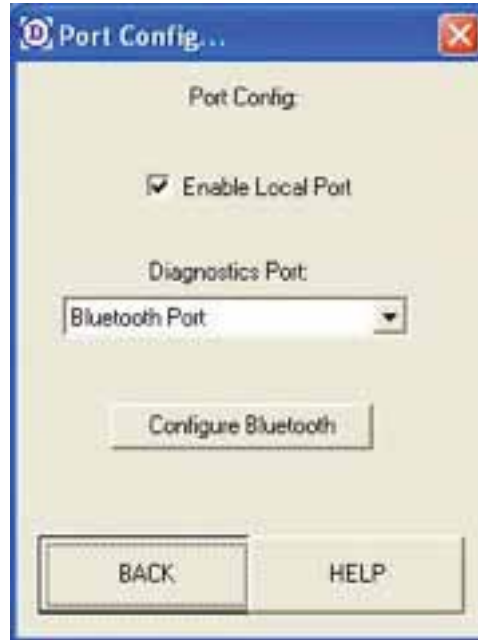 D Port Config...
Port Config:
Enable Local Port
Diagnostics Port:
Bluetooth Port
Configure Bluetooth
BACK HELP